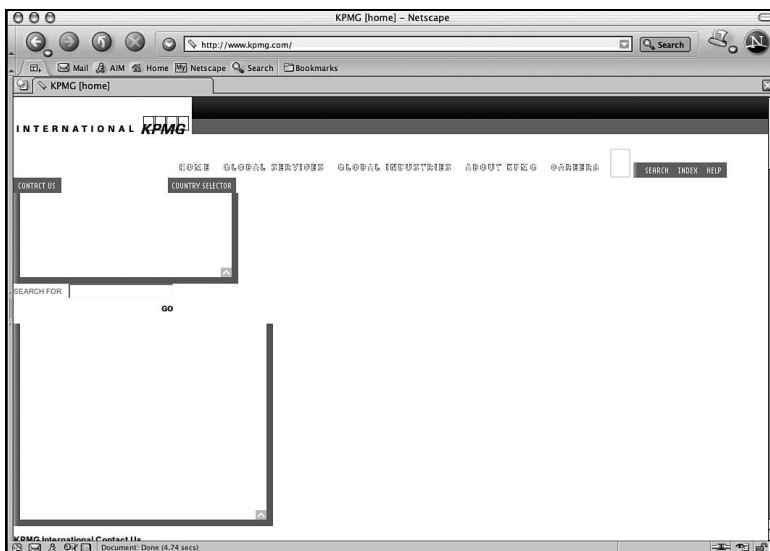 KPMG [home] – Netscape
http://www.kpmg.com/
Search
N
Mail AIM Home My Netscape Search Bookmarks
KPMG [home]
INTERNATIONAL KPMG
HOME GLOBAL SERVICES GLOBAL INDUSTRIES ABOUT KPMG CAREERS
SEARCH INDEX HELP
CONTACT US COUNTRY SELECTOR
SEARCH FOR
GO
KPMG International Contact Us
Document: Done (4.74 secs)